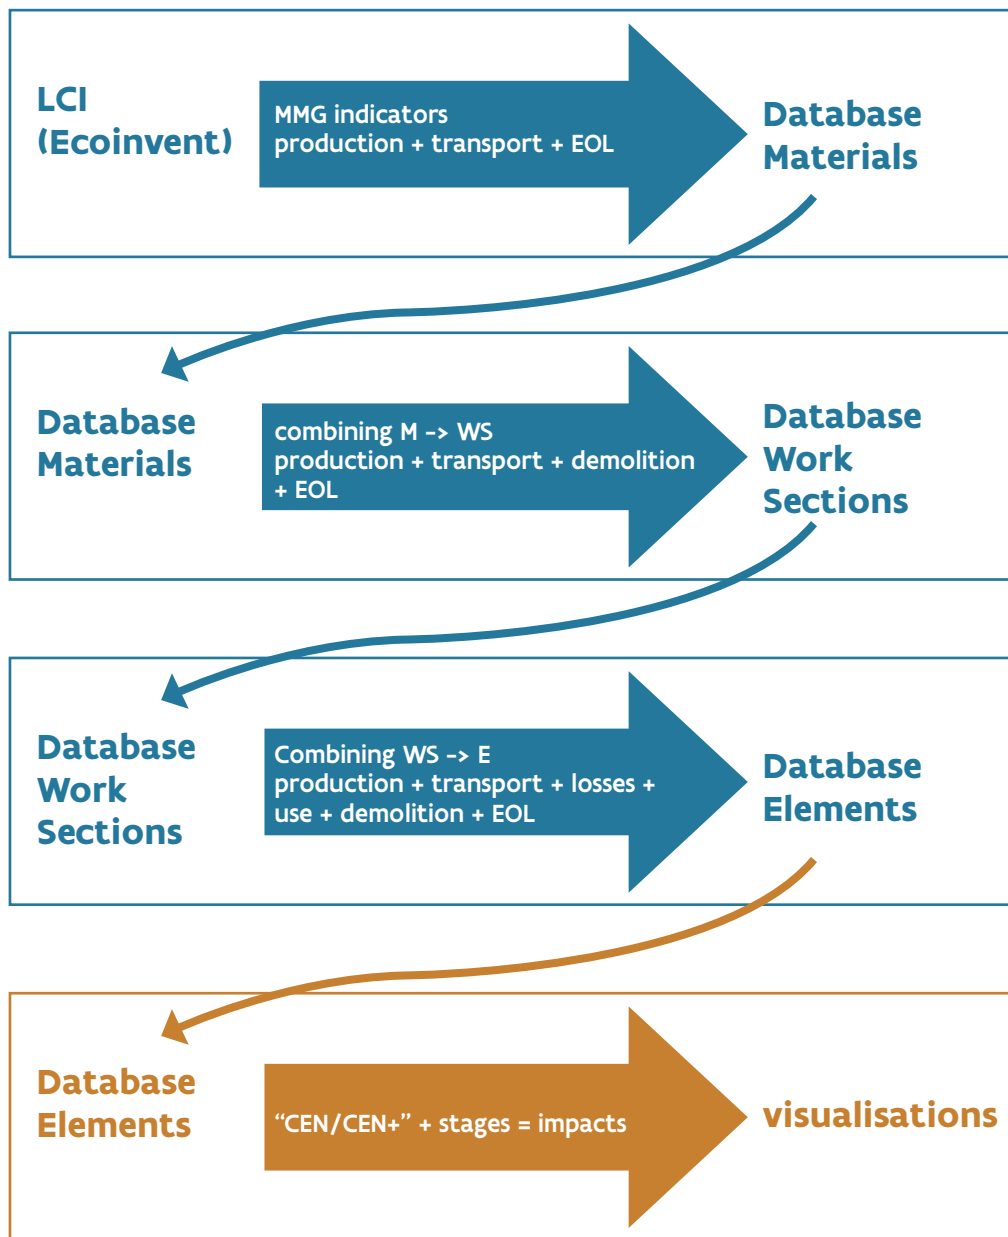 LCI
(Ecoinvent)
MMG indicators
production + transport + EOL
Database
Materials
Database
Materials
combining M -> WS
production + transport + demolition
+ EOL
Database
Work
Sections
Database
Work
Sections
Combining WS -> E
production + transport + losses +
use + demolition + EOL
Database
Elements
Database
Elements
“CEN/CEN+” + stages = impacts
visualisations